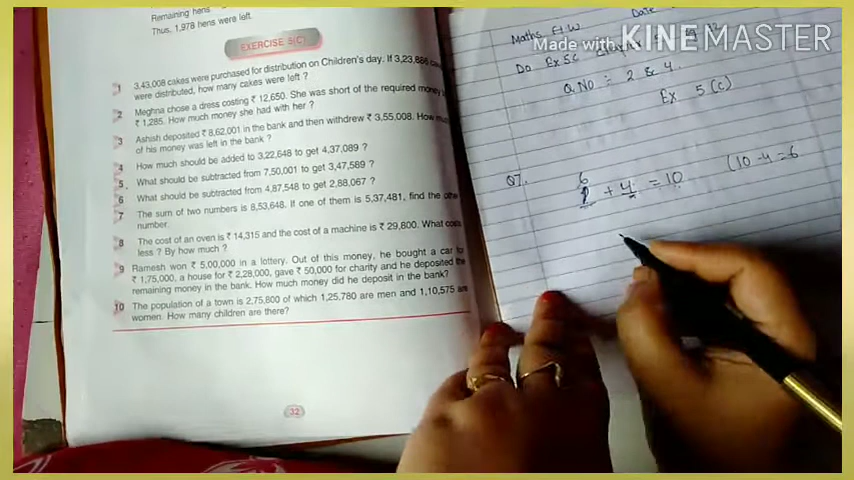 Remaining hens
Thus, 1,978 hens were left.
EXERCISE 5(C)
1 3,43,008 cakes were purchased for distribution on Children's day. If 3,23,886
were distributed, how many cakes were left ?
2 Meghna chose a dress costing ₹ 12,650. She was short of the required money
₹ 1,285. How much money she had with her ?
3 Ashish deposited ₹ 8,62,001 in the bank and then withdrew ₹ 3,55,008. How
of his money was left in the bank ?
4 How much should be added to 3,22,648 to get 4,37,089 ?
5 What should be subtracted from 7,50,001 to get 3,47,589 ?
6 What should be subtracted from 4,87,548 to get 2,88,067 ?
7 The sum of two numbers is 8,53,648. If one of them is 5,37,481, find the
number.
8 The cost of an oven is ₹ 14,315 and the cost of a machine is ₹ 29,800. What
less ? By how much ?
9 Ramesh won ₹ 5,00,000 in a lottery. Out of this money, he bought a car for
₹ 1,75,000, a house for ₹ 2,28,000, gave ₹ 50,000 for charity and he deposited the
remaining money in the bank. How much money did he deposit in the bank?
10 The population of a town is 2,75,800 of which 1,25,780 are men and 1,10,575 are
women. How many children are there?
32
Maths H W Date
Made with KINEMASTER
Do Ex 5C
Q.NO = 2 & 4.
Ex 5(C)
Q7.
6
+ 4 = 10 (10 - 4 = 6